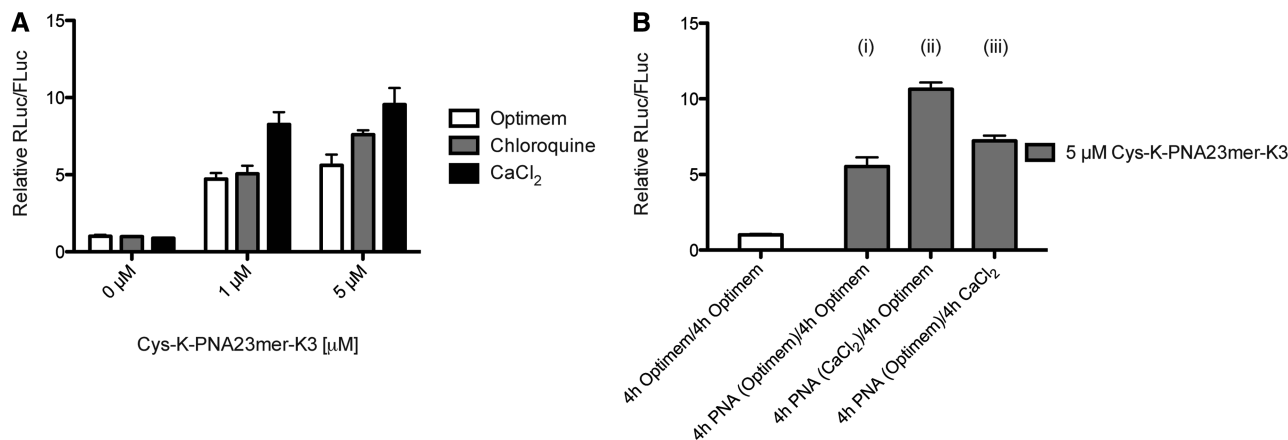 A
Relative RLuc/FLuc
15
10
5
0
0 μM
1 μM
5 μM
Cys-K-PNA23mer-K3 [μM]
Optimem
Chloroquine
CaCl₂
B
Relative RLuc/FLuc
15
10
5
0
(i)
(ii)
(iii)
4h Optimem/4h Optimem
4h PNA (Optimem)/4h Optimem
4h PNA (CaCl₂)/4h Optimem
4h PNA (Optimem)/4h CaCl₂
5 μM Cys-K-PNA23mer-K3